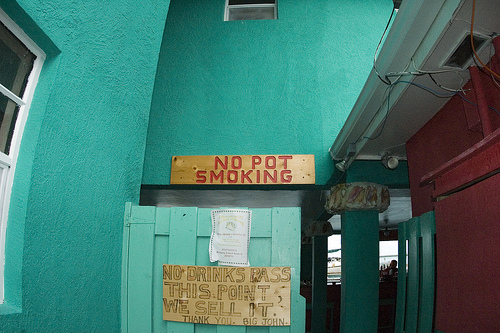 NO POT
SMOKING
NO DRINKS PASS
THIS. POINT,
WE SELL IT,
THANK YOU. BIG JOHN.